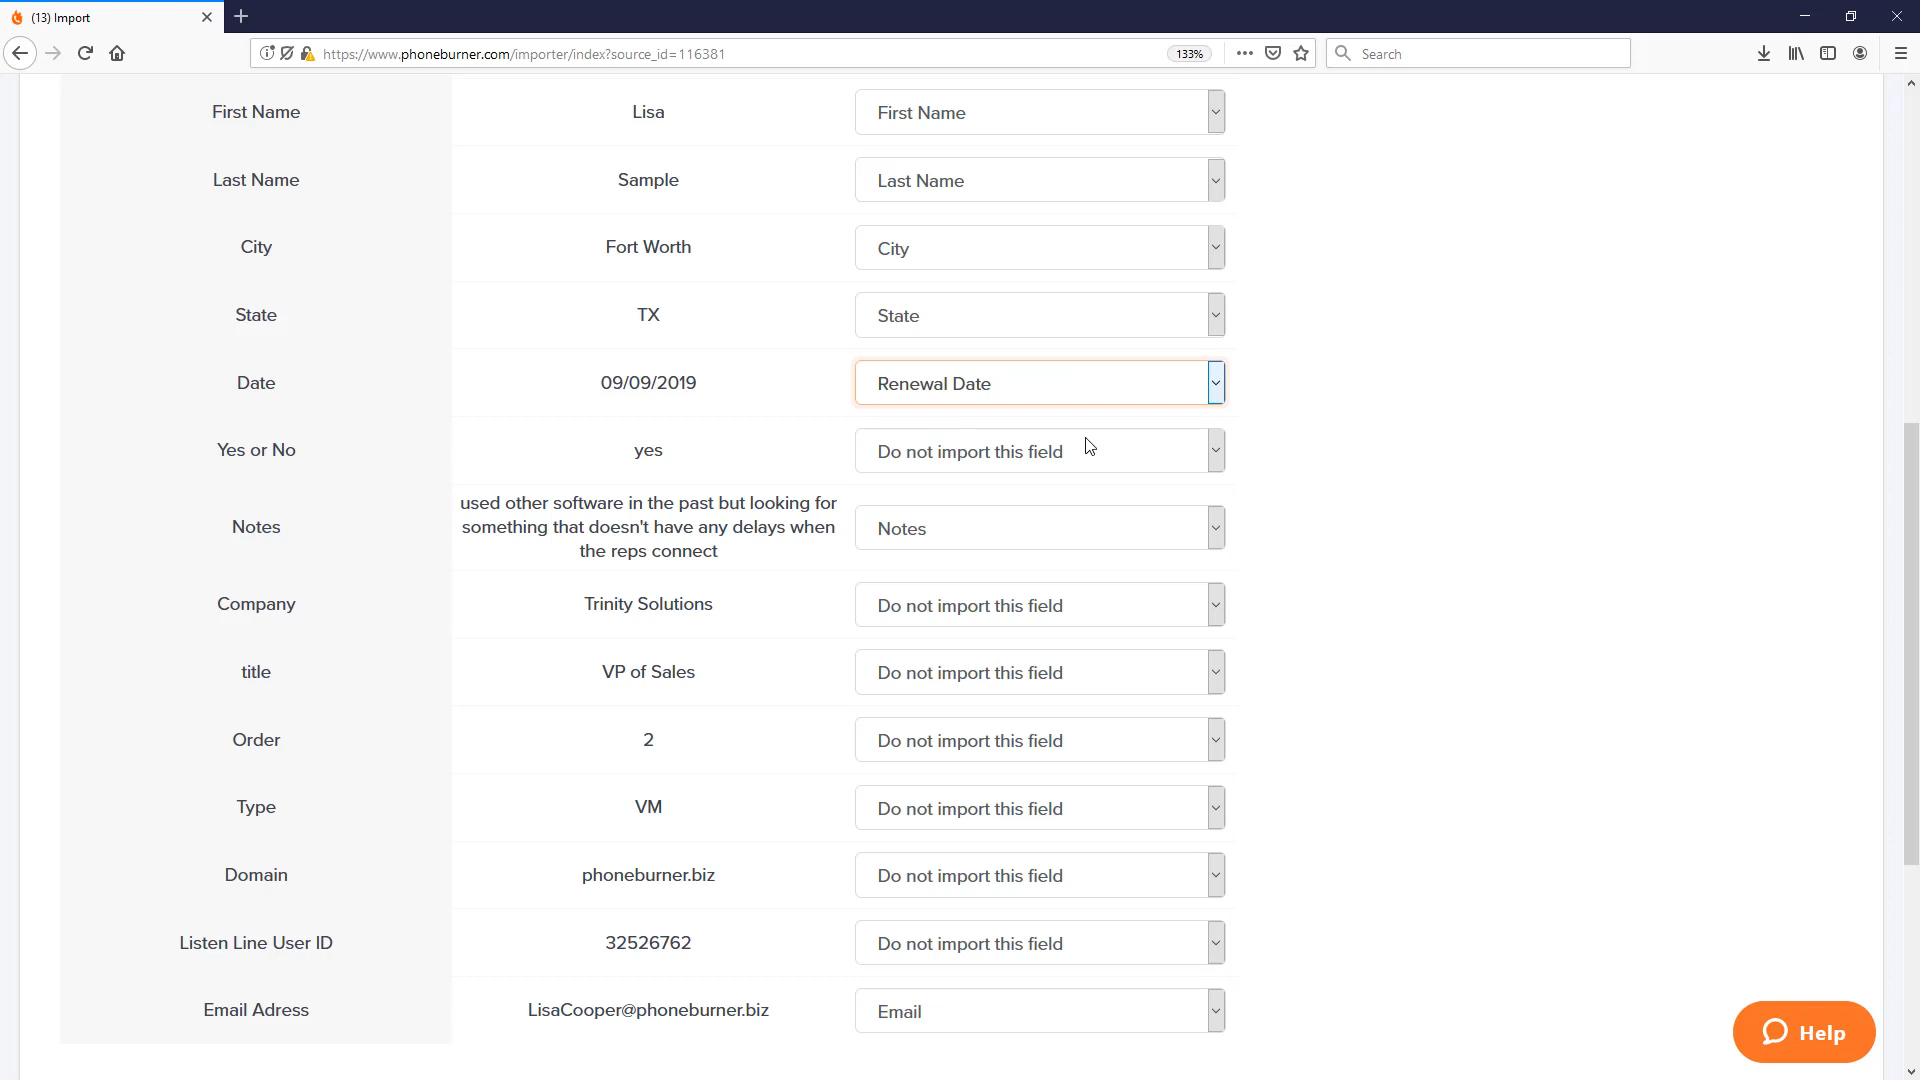 (13) Import
https://www.phoneburner.com/importer/index?source_id=116381
133%
Search
First Name Lisa First Name
Last Name Sample Last Name
City Fort Worth City
State TX State
Date 09/09/2019 Renewal Date
Yes or No yes Do not import this field
used other software in the past but looking for
Notes something that doesn't have any delays when Notes
the reps connect
Company Trinity Solutions Do not import this field
title VP of Sales Do not import this field
Order 2 Do not import this field
Type VM Do not import this field
Domain phoneburner.biz Do not import this field
Listen Line User ID 32526762 Do not import this field
Email Adress LisaCooper@phoneburner.biz Email
Help